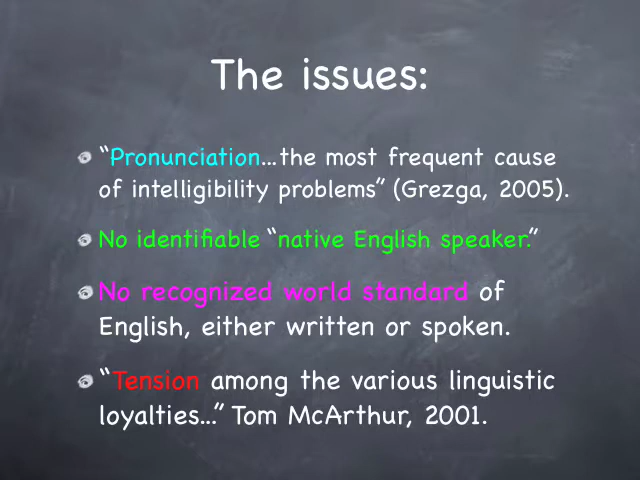 The issues:
“Pronunciation...the most frequent cause
of intelligibility problems” (Grezga, 2005).
No identifiable “native English speaker.”
No recognized world standard of
English, either written or spoken.
“Tension among the various linguistic
loyalties...” Tom McArthur, 2001.